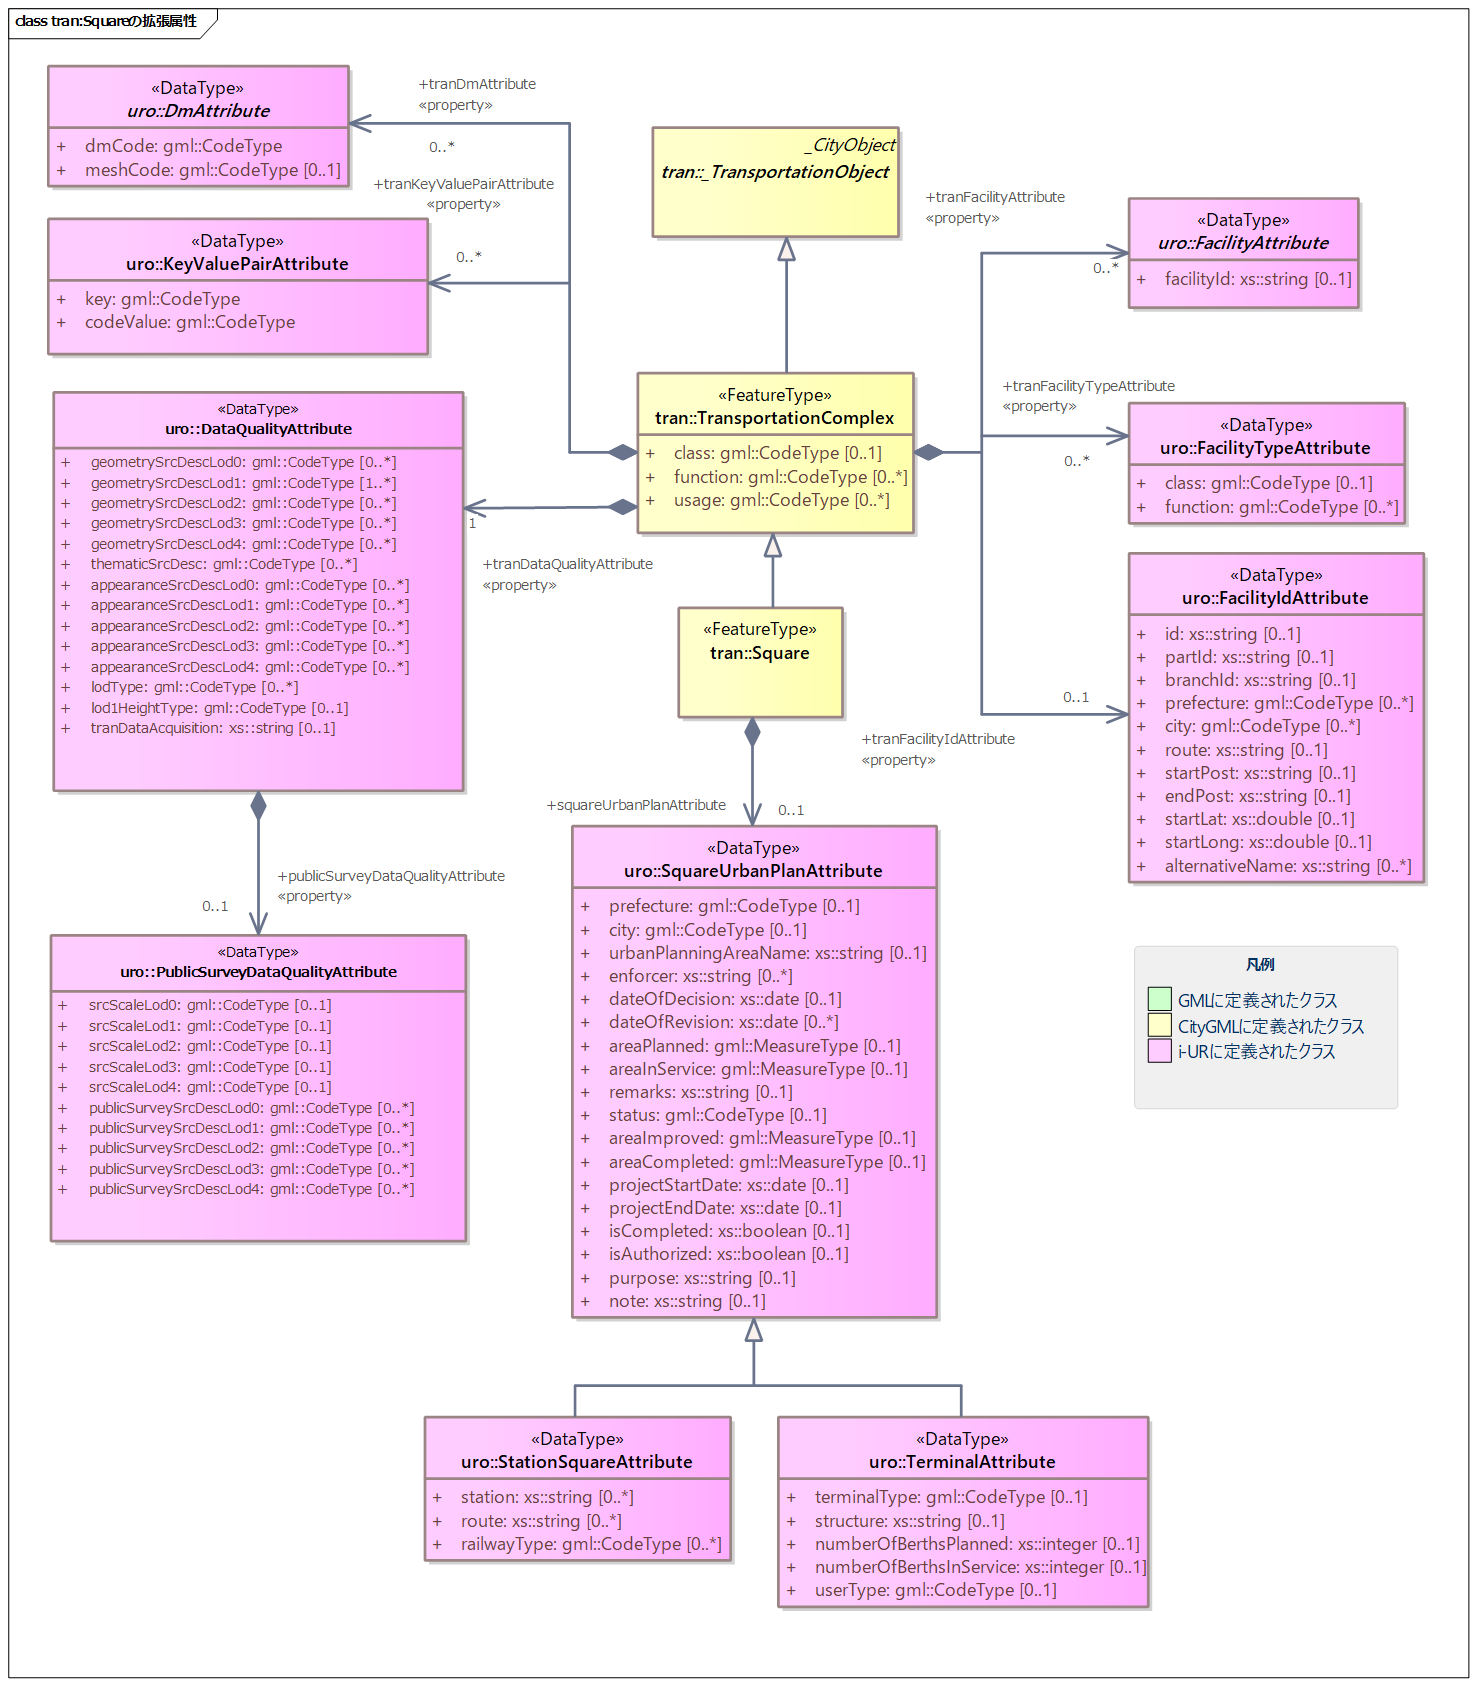 class tran:Squareの拡張属性
«DataType»
uro::DmAttribute
+ dmCode: gml::CodeType
+ meshCode: gml::CodeType [0..1]
+tranDmAttribute
«property»
0..*
+tranKeyValuePairAttribute
«property»
0..*
«DataType»
uro::KeyValuePairAttribute
+ key: gml::CodeType
+ codeValue: gml::CodeType
_CityObject
tran::_TransportationObject
+tranFacilityAttribute
«property»
0..*
«DataType»
uro::FacilityAttribute
+ facilityId: xs::string [0..1]
«FeatureType»
tran::TransportationComplex
+ class: gml::CodeType [0..1]
+ function: gml::CodeType [0..*]
+ usage: gml::CodeType [0..*]
+tranFacilityTypeAttribute
«property»
0..*
«DataType»
uro::FacilityTypeAttribute
+ class: gml::CodeType [0..1]
+ function: gml::CodeType [0..*]
«DataType»
uro::DataQualityAttribute
+ geometrySrcDescLod0: gml::CodeType [0..*]
+ geometrySrcDescLod1: gml::CodeType [1..*]
+ geometrySrcDescLod2: gml::CodeType [0..*]
+ geometrySrcDescLod3: gml::CodeType [0..*]
+ geometrySrcDescLod4: gml::CodeType [0..*]
+ thematicSrcDesc: gml::CodeType [0..*]
+ appearanceSrcDescLod0: gml::CodeType [0..*]
+ appearanceSrcDescLod1: gml::CodeType [0..*]
+ appearanceSrcDescLod2: gml::CodeType [0..*]
+ appearanceSrcDescLod3: gml::CodeType [0..*]
+ appearanceSrcDescLod4: gml::CodeType [0..*]
+ lodType: gml::CodeType [0..*]
+ lod1HeightType: gml::CodeType [0..1]
+ tranDataAcquisition: xs::string [0..1]
1
+tranDataQualityAttribute
«property»
«FeatureType»
tran::Square
«DataType»
uro::FacilityIdAttribute
+ id: xs::string [0..1]
+ partId: xs::string [0..1]
+ branchId: xs::string [0..1]
+ prefecture: gml::CodeType [0..*]
+ city: gml::CodeType [0..*]
+ route: xs::string [0..1]
+ startPost: xs::string [0..1]
+ endPost: xs::string [0..1]
+ startLat: xs::double [0..1]
+ startLong: xs::double [0..1]
+ alternativeName: xs::string [0..*]
0..1
+tranFacilityIdAttribute
«property»
+squareUrbanPlanAttribute
0..1
«DataType»
uro::SquareUrbanPlanAttribute
+ prefecture: gml::CodeType [0..1]
+ city: gml::CodeType [0..1]
+ urbanPlanningAreaName: xs::string [0..1]
+ enforcer: xs::string [0..*]
+ dateOfDecision: xs::date [0..1]
+ dateOfRevision: xs::date [0..*]
+ areaPlanned: gml::MeasureType [0..1]
+ areaInService: gml::MeasureType [0..1]
+ remarks: xs::string [0..1]
+ status: gml::CodeType [0..1]
+ areaImproved: gml::MeasureType [0..1]
+ areaCompleted: gml::MeasureType [0..1]
+ projectStartDate: xs::date [0..1]
+ projectEndDate: xs::date [0..1]
+ isCompleted: xs::boolean [0..1]
+ isAuthorized: xs::boolean [0..1]
+ purpose: xs::string [0..1]
+ note: xs::string [0..1]
+publicSurveyDataQualityAttribute
«property»
0..1
«DataType»
uro::PublicSurveyDataQualityAttribute
+ srcScaleLod0: gml::CodeType [0..1]
+ srcScaleLod1: gml::CodeType [0..1]
+ srcScaleLod2: gml::CodeType [0..1]
+ srcScaleLod3: gml::CodeType [0..1]
+ srcScaleLod4: gml::CodeType [0..1]
+ publicSurveySrcDescLod0: gml::CodeType [0..*]
+ publicSurveySrcDescLod1: gml::CodeType [0..*]
+ publicSurveySrcDescLod2: gml::CodeType [0..*]
+ publicSurveySrcDescLod3: gml::CodeType [0..*]
+ publicSurveySrcDescLod4: gml::CodeType [0..*]
凡例
GMLに定義されたクラス
CityGMLに定義されたクラス
i-URに定義されたクラス
«DataType»
uro::StationSquareAttribute
+ station: xs::string [0..*]
+ route: xs::string [0..*]
+ railwayType: gml::CodeType [0..*]
«DataType»
uro::TerminalAttribute
+ terminalType: gml::CodeType [0..1]
+ structure: xs::string [0..1]
+ numberOfBerthsPlanned: xs::integer [0..1]
+ numberOfBerthsInService: xs::integer [0..1]
+ userType: gml::CodeType [0..1]